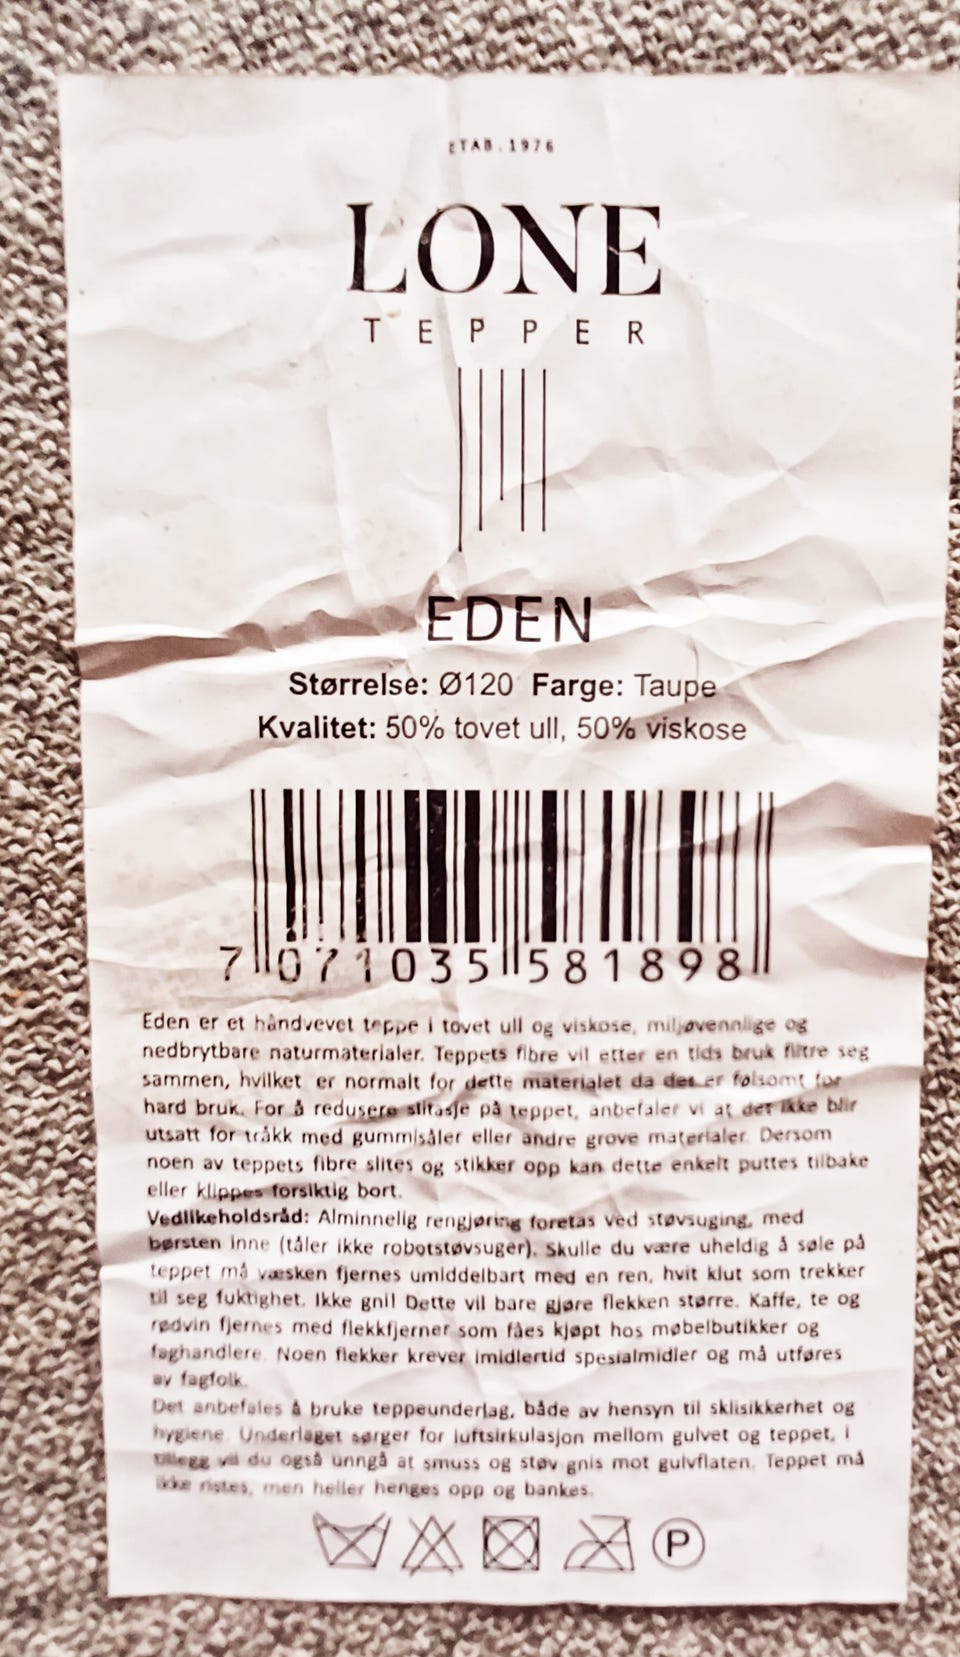 ETAB.1976
LONE
TEPPER
EDEN
Størrelse: Ø120 Farge: Taupe
Kvalitet: 50% tovet ull, 50% viskose
7 071035 581898
Eden er et håndvevet teppe i tovet ull og viskose, miljøvennlige og
nedbrytbare naturmaterialer. Teppets fibre vil etter en tids bruk filtre seg
sammen, hvilket er normalt for dette materialet da det er følsomt for
hard bruk. For å redusere slitasje på teppet, anbefaler vi at det ikke blir
utsatt for tråkk med gummisåler eller andre grove materialer. Dersom
noen av teppets fibre slites og stikker opp kan dette enkelt puttes tilbake
eller klippes forsiktig bort.
Vedlikeholdsråd: Alminnelig rengjøring foretas ved støvsuging, med
børsten inne (tåler ikke robotstøvsuger). Skulle du være uheldig å søle på
teppet må væsken fjernes umiddelbart med en ren, hvit klut som trekker
til seg fuktighet. Ikke gni! Dette vil bare gjøre flekken større. Kaffe, te og
rødvin fjernes med flekkfjerner som fåes kjøpt hos møbelbutikker og
faghandlere. Noen flekker krever imidlertid spesialmidler og må utføres
av fagfolk.
Det anbefales å bruke teppeunderlag, både av hensyn til sklisikkerhet og
hygiene. Underlaget sørger for luftsirkulasjon mellom gulvet og teppet, i
tillegg vil du også unngå at smuss og støv gnis mot gulvflaten. Teppet må
ikke ristes, men heller henges opp og bankes.
P